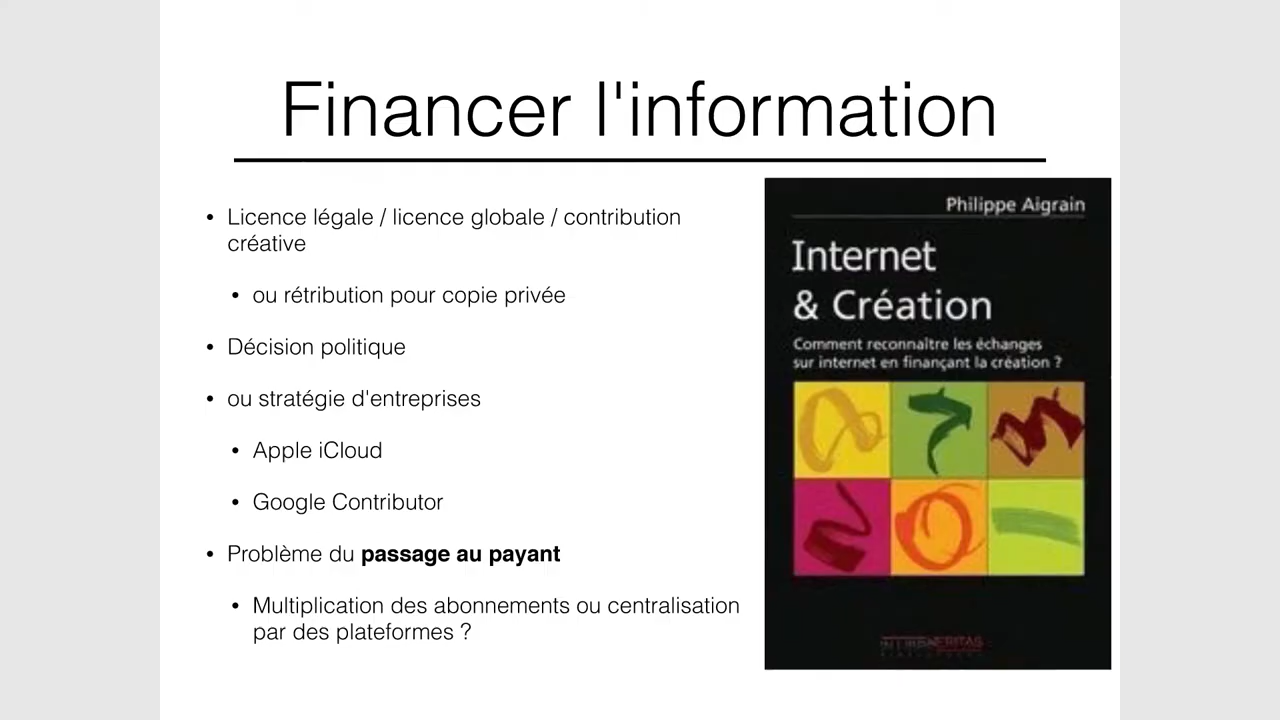 Financer l'information
• Licence légale / licence globale / contribution
créative
• ou rétribution pour copie privée
• Décision politique
• ou stratégie d'entreprises
• Apple iCloud
• Google Contributor
• Problème du passage au payant
• Multiplication des abonnements ou centralisation
par des plateformes ?
Philippe Aigrain
Internet
& Création
Comment reconnaître les échanges
sur internet en finançant la création ?